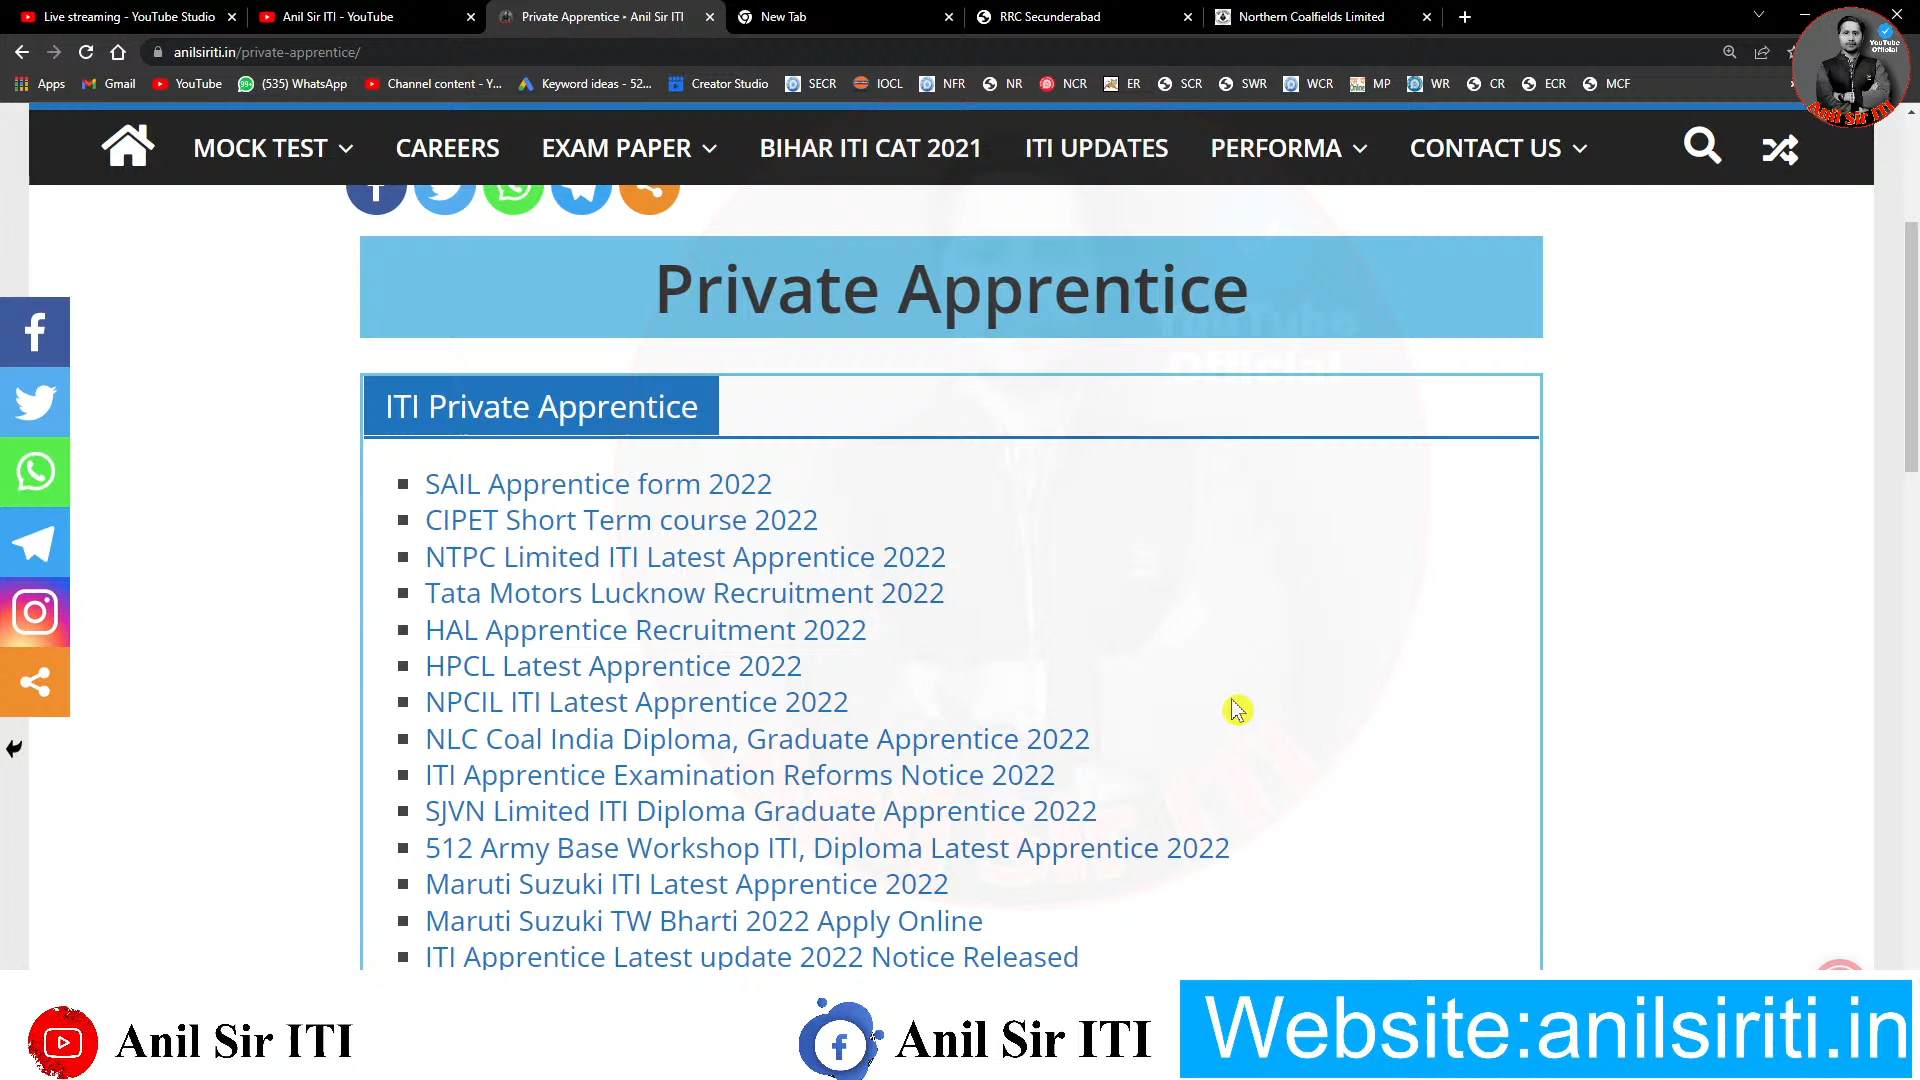 Live streaming - YouTube Studio
Anil Sir ITI - YouTube
Private Apprentice • Anil Sir ITI
New Tab
RRC Secunderabad
Northern Coalfields Limited
anilsiriti.in/private-apprentice/
Apps
Gmail
YouTube
(535) WhatsApp
Channel content - Y...
Keyword ideas - 52...
Creator Studio
SECR
IOCL
NFR
NR
NCR
ER
SCR
SWR
WCR
MP
WR
CR
ECR
MCF
YouTube
Official
Anil Sir ITI
MOCK TEST
CAREERS
EXAM PAPER
BIHAR ITI CAT 2021
ITI UPDATES
PERFORMA
CONTACT US
Private Apprentice
YouTube
Official
ITI Private Apprentice
SAIL Apprentice form 2022
CIPET Short Term course 2022
NTPC Limited ITI Latest Apprentice 2022
Tata Motors Lucknow Recruitment 2022
HAL Apprentice Recruitment 2022
HPCL Latest Apprentice 2022
NPCIL ITI Latest Apprentice 2022
NLC Coal India Diploma, Graduate Apprentice 2022
ITI Apprentice Examination Reforms Notice 2022
SJVN Limited ITI Diploma Graduate Apprentice 2022
512 Army Base Workshop ITI, Diploma Latest Apprentice 2022
Maruti Suzuki ITI Latest Apprentice 2022
Maruti Suzuki TW Bharti 2022 Apply Online
ITI Apprentice Latest update 2022 Notice Released
Anil Sir ITI
Anil Sir ITI
Website:anilsiriti.in